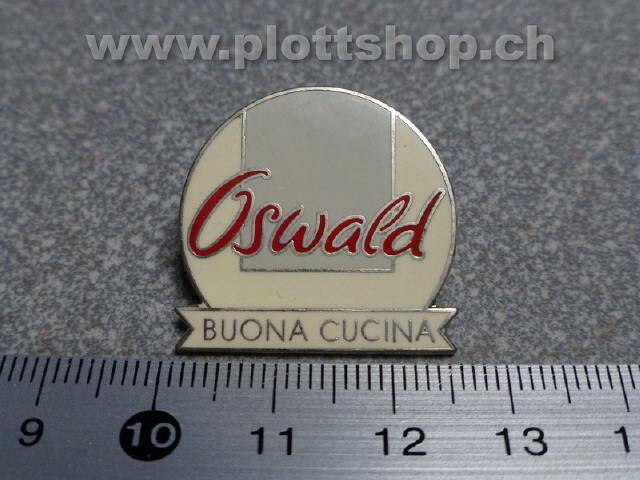 www.plottshop.ch
Oswald
BUONA CUCINA
9 10 11 12 13 1